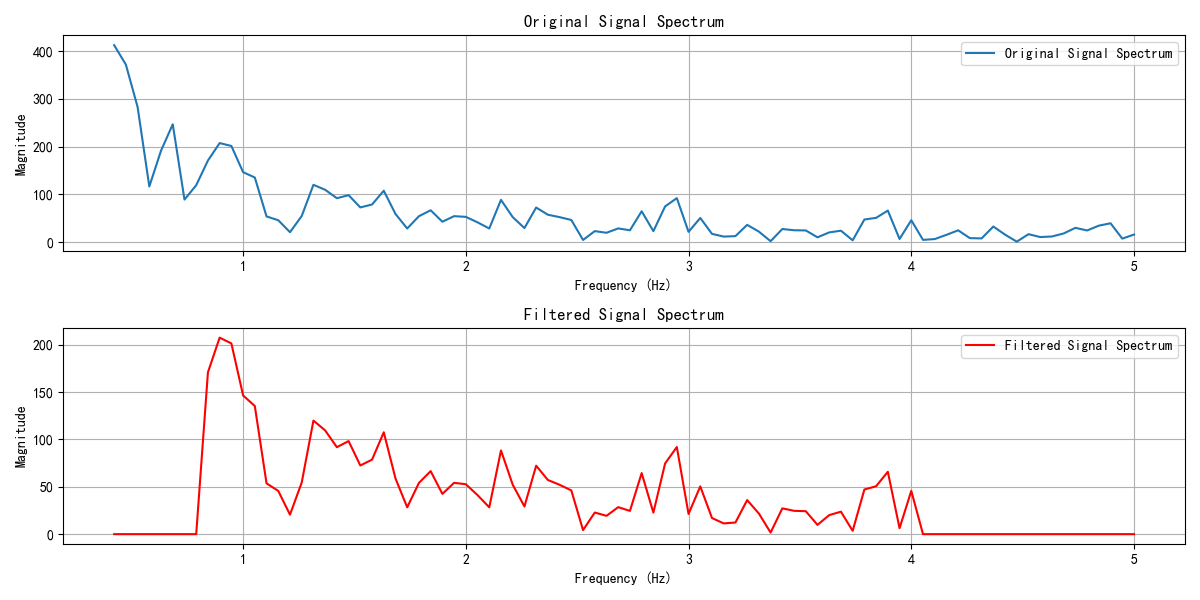 Original Signal Spectrum
Original Signal Spectrum
400
300
200
100
0
Magnitude
1 2 3 4 5
Frequency (Hz)
Filtered Signal Spectrum
Filtered Signal Spectrum
200
150
100
50
0
Magnitude
1 2 3 4 5
Frequency (Hz)